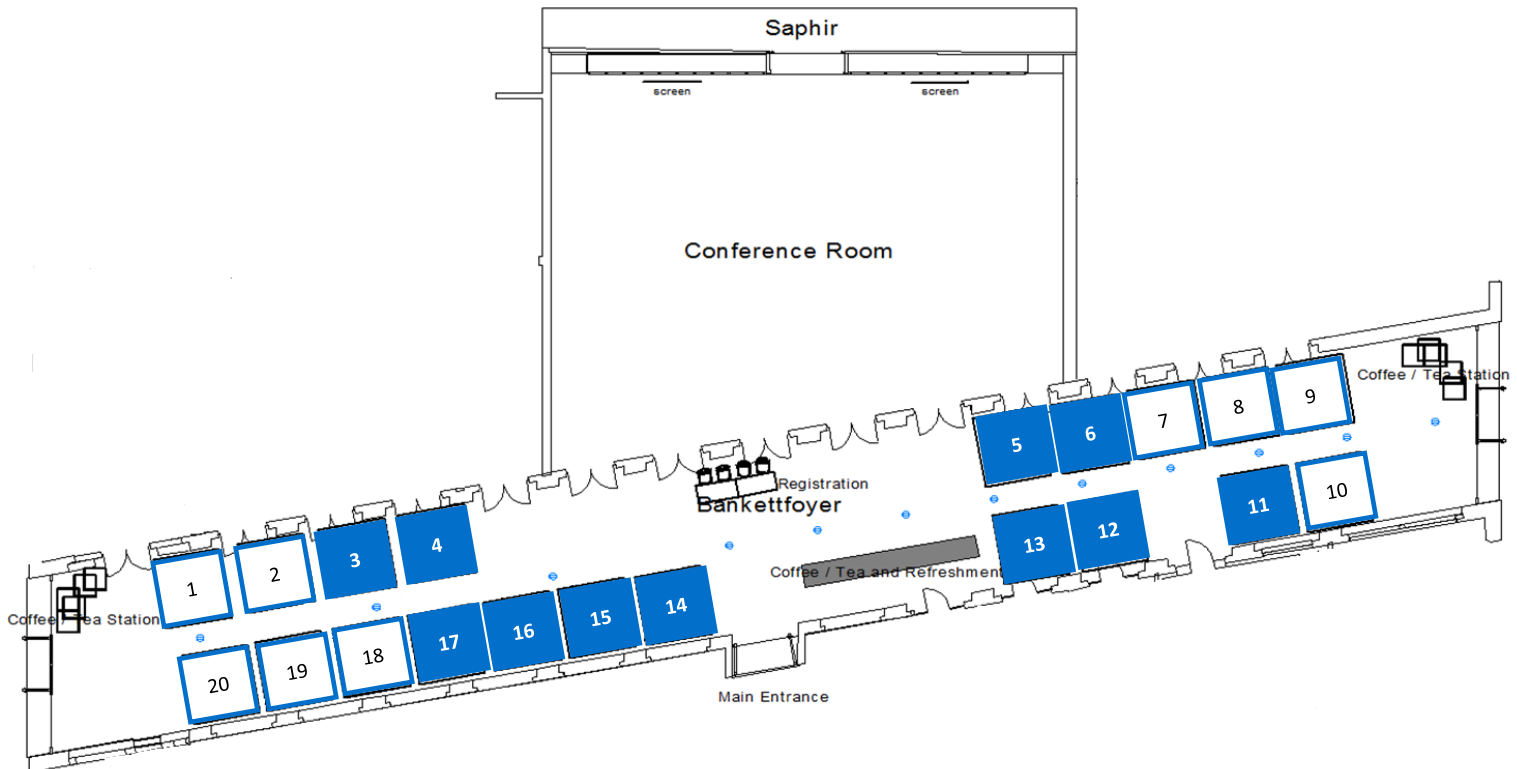 Saphir
screen
screen
Conference Room
Coffee / Tea Station
9
8
7
6
5
10
11
12
13
Registration
Bankettfoyer
Coffee / Tea and Refreshment
4
3
2
1
Coffee / Tea Station
14
15
16
17
18
19
20
Main Entrance